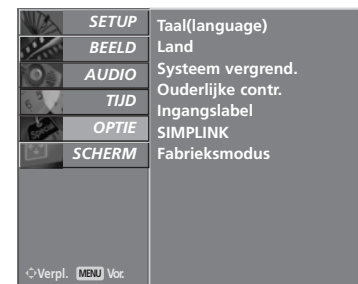 SETUP
BEELD
AUDIO
TIJD
OPTIE
SCHERM
Taal(language)
Land
Systeem vergrend.
Ouderlijke contr.
Ingangslabel
SIMPLINK
Fabrieksmodus
Verpl. MENU Vor.